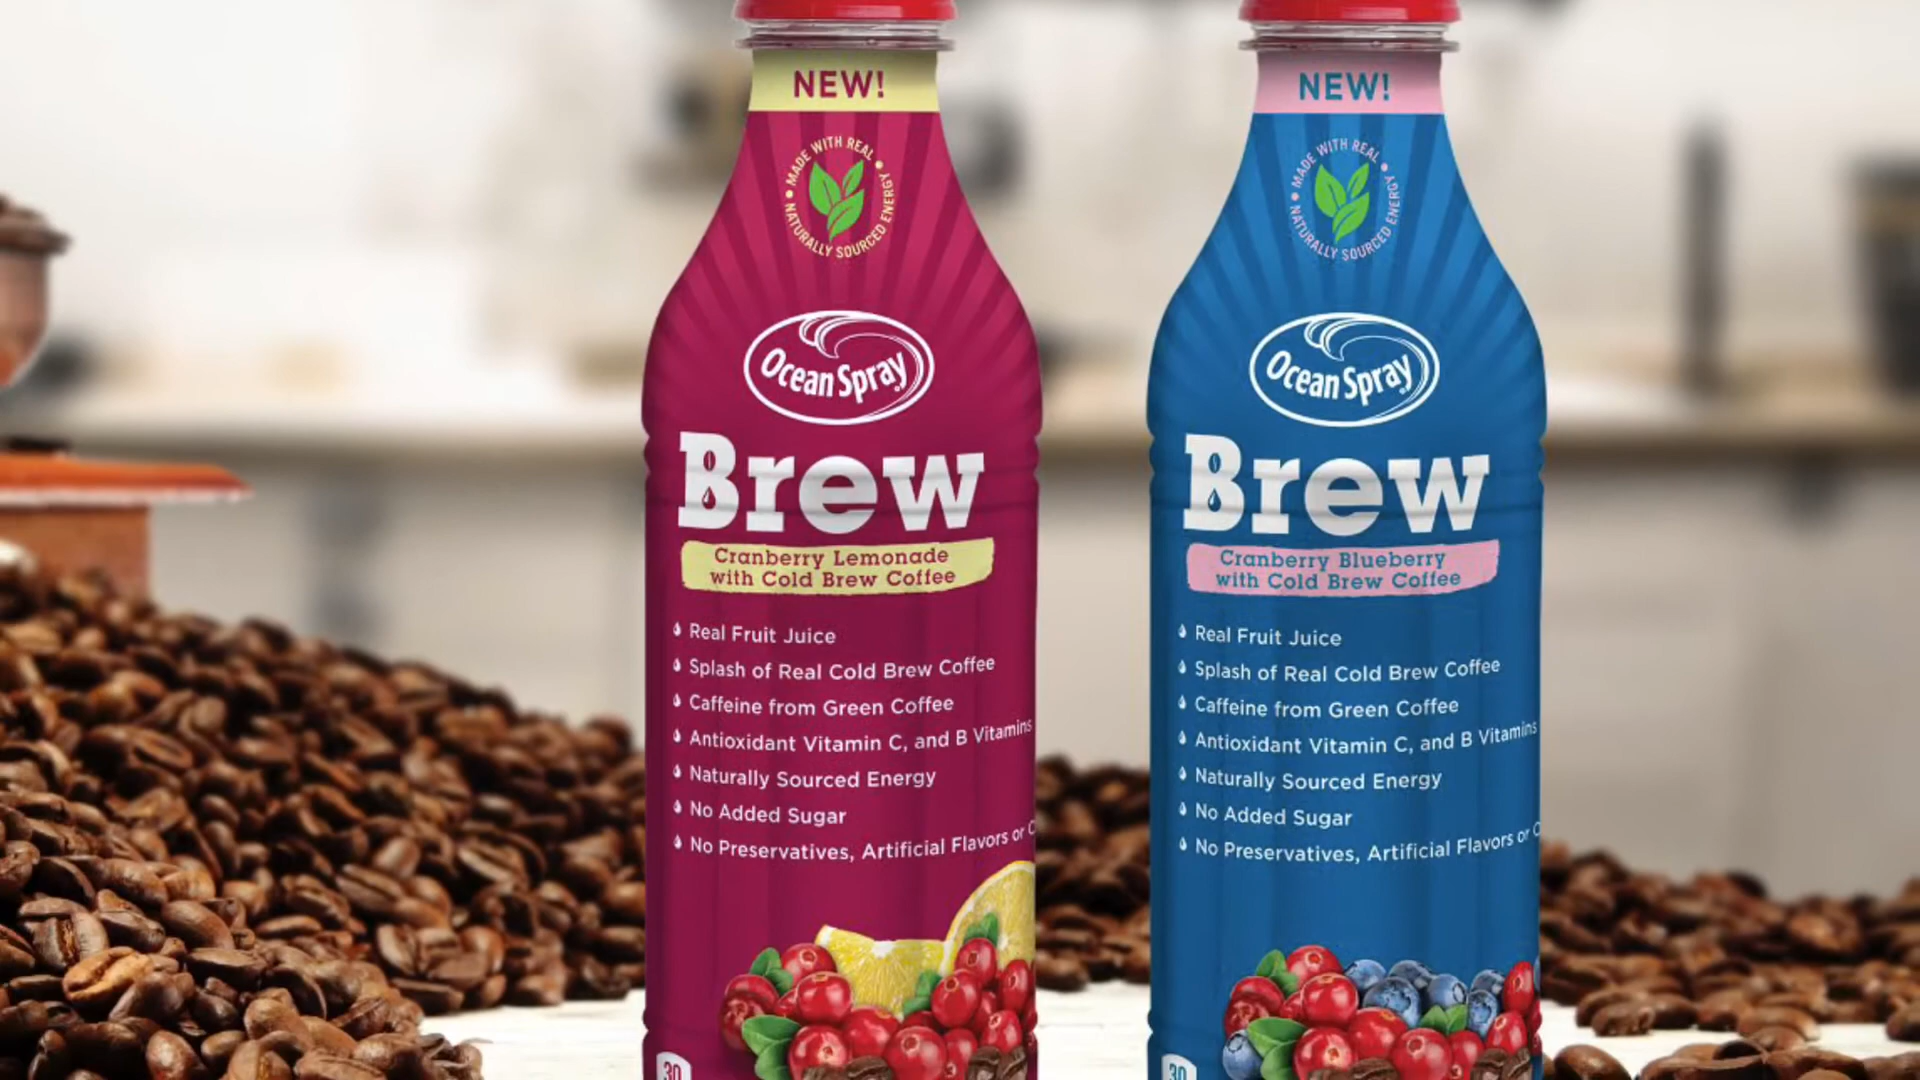 NEW!
MADE WITH REAL
NATURALLY SOURCED ENERGY
Ocean Spray
Brew
Cranberry Lemonade
with Cold Brew Coffee
Real Fruit Juice
Splash of Real Cold Brew Coffee
Caffeine from Green Coffee
Antioxidant Vitamin C, and B Vitamins
Naturally Sourced Energy
No Added Sugar
No Preservatives, Artificial Flavors or
30
NEW!
MADE WITH REAL
NATURALLY SOURCED ENERGY
Ocean Spray
Brew
Cranberry Blueberry
with Cold Brew Coffee
Real Fruit Juice
Splash of Real Cold Brew Coffee
Caffeine from Green Coffee
Antioxidant Vitamin C, and B Vitamins
Naturally Sourced Energy
No Added Sugar
No Preservatives, Artificial Flavors or
30